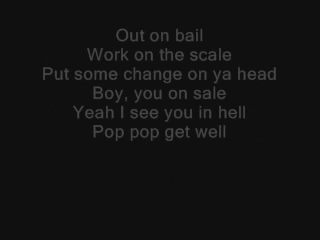 Out on bail
Work on the scale
Put some change on ya head
Boy, you on sale
Yeah I see you in hell
Pop pop get well